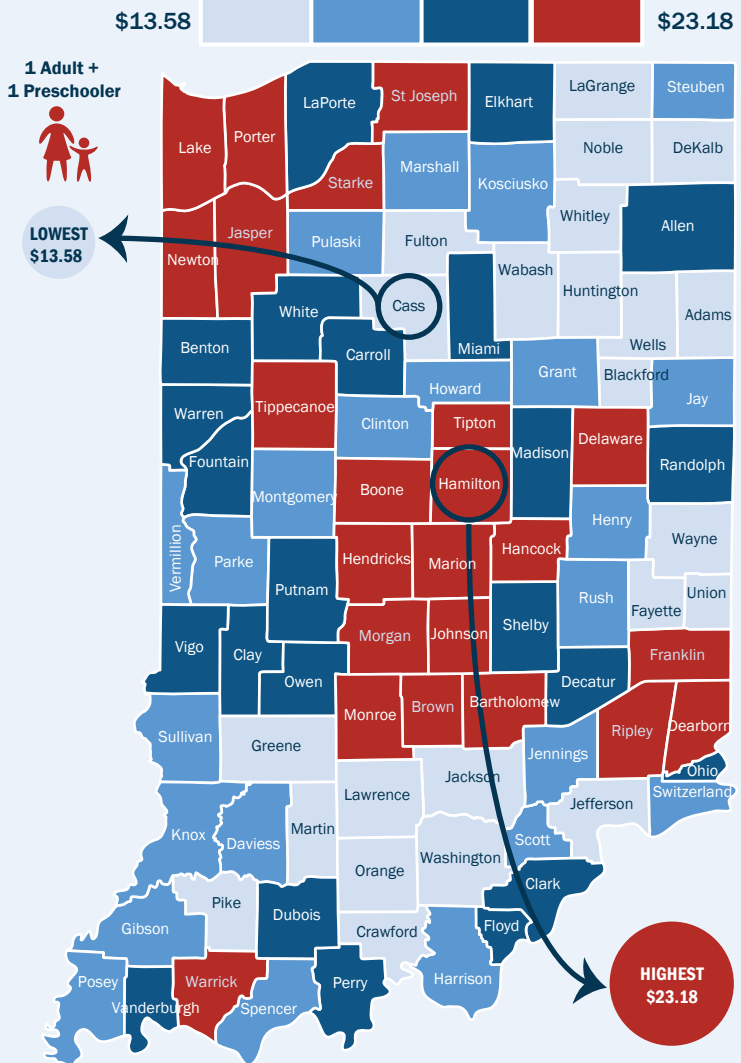 $13.58
$23.18
1 Adult +
1 Preschooler
LaPorte
St Joseph
Elkhart
LaGrange
Steuben
Lake
Porter
Starke
Marshall
Kosciusko
Noble
DeKalb
Whitley
Allen
LOWEST
$13.58
Newton
Jasper
Pulaski
Fulton
Wabash
Huntington
Cass
White
Miami
Wells
Adams
Benton
Carroll
Howard
Grant
Blackford
Jay
Warren
Tippecanoe
Clinton
Tipton
Madison
Delaware
Randolph
Fountain
Montgomery
Boone
Hamilton
Henry
Wayne
Vermillion
Parke
Putnam
Hendricks
Marion
Hancock
Rush
Fayette
Union
Vigo
Clay
Owen
Morgan
Johnson
Shelby
Decatur
Franklin
Sullivan
Greene
Monroe
Brown
Bartholomew
Jennings
Ripley
Dearborn
Ohio
Switzerland
Knox
Daviess
Martin
Lawrence
Jackson
Jefferson
Scott
Orange
Washington
Clark
Gibson
Pike
Dubois
Crawford
Floyd
Harrison
Posey
Vanderburgh
Warrick
Spencer
Perry
HIGHEST
$23.18